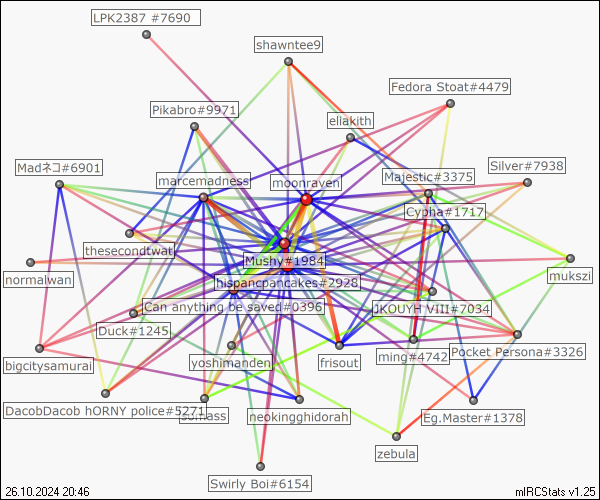 LPK2387 #7690
shawntee9
Fedora Stoat#4479
Pikabro#9971
eliakith
Madネコ#6901
Silver#7938
marcemadness
moonraven
Majestic#3375
Cypha#1717
thesecondtwat
Mushy#1984
normalwan
hispancpancakes#2928
mukszi
Can anything be saved#0396
JKOUYH VIII#7034
Duck#1245
bigcitysamurai
yoshimanden
frisout
ming#4742
Pocket Persona#3326
DacobDacob hORNY police#5271
neokingghidorah
Eg.Master#1378
zebula
Swirly Boi#6154
26.10.2024 20:46
mIRCStats v1.25